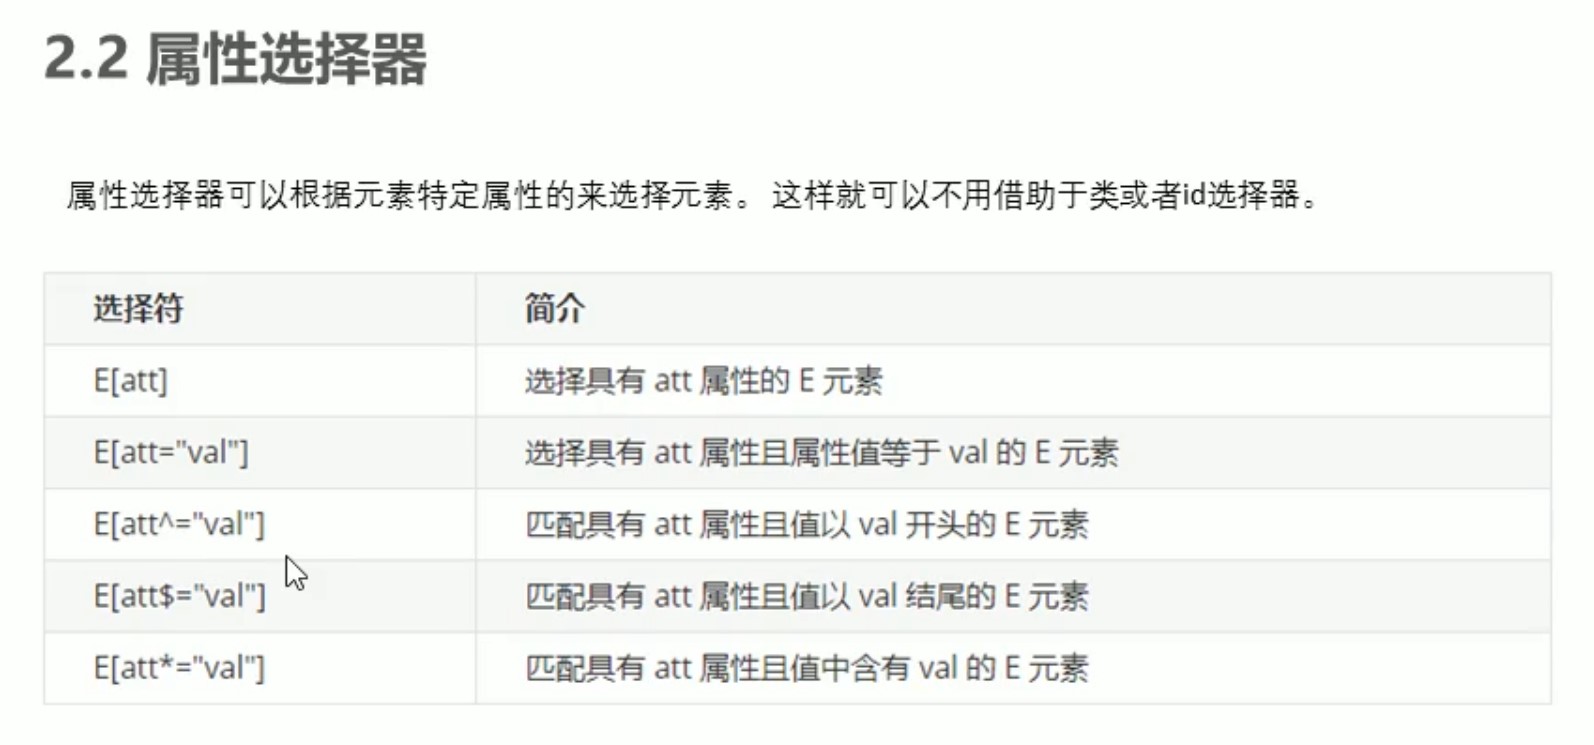 2.2 属性选择器
属性选择器可以根据元素特定属性的来选择元素。 这样就可以不用借助于类或者id选择器。
选择符 简介
E[att] 选择具有 att 属性的 E 元素
E[att="val"] 选择具有 att 属性且属性值等于 val 的 E 元素
E[att^="val"] 匹配具有 att 属性且值以 val 开头的 E 元素
E[att$="val"] 匹配具有 att 属性且值以 val 结尾的 E 元素
E[att*="val"] 匹配具有 att 属性且值中含有 val 的 E 元素